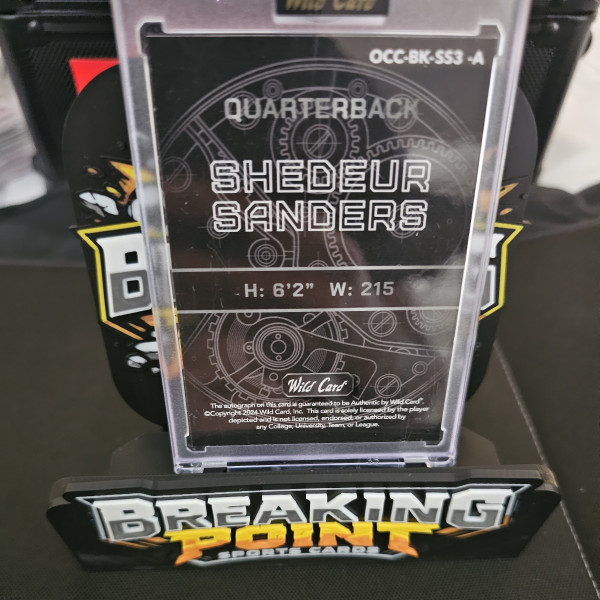 Wild Card
OCC-BK-SS3 -A
QUARTERBACK
SHEDEUR
SANDERS
H: 6'2" W: 215
Wild Card
The autograph on this card is guaranteed to be Authentic by Wild Card™.
©Copyright 2024 Wild Card, Inc. This card is solely licensed by the player
depicted and is not licensed, endorsed, or authorized by
any College, University, Team, or League.
BREAKING
POINT
SPORTS CARDS